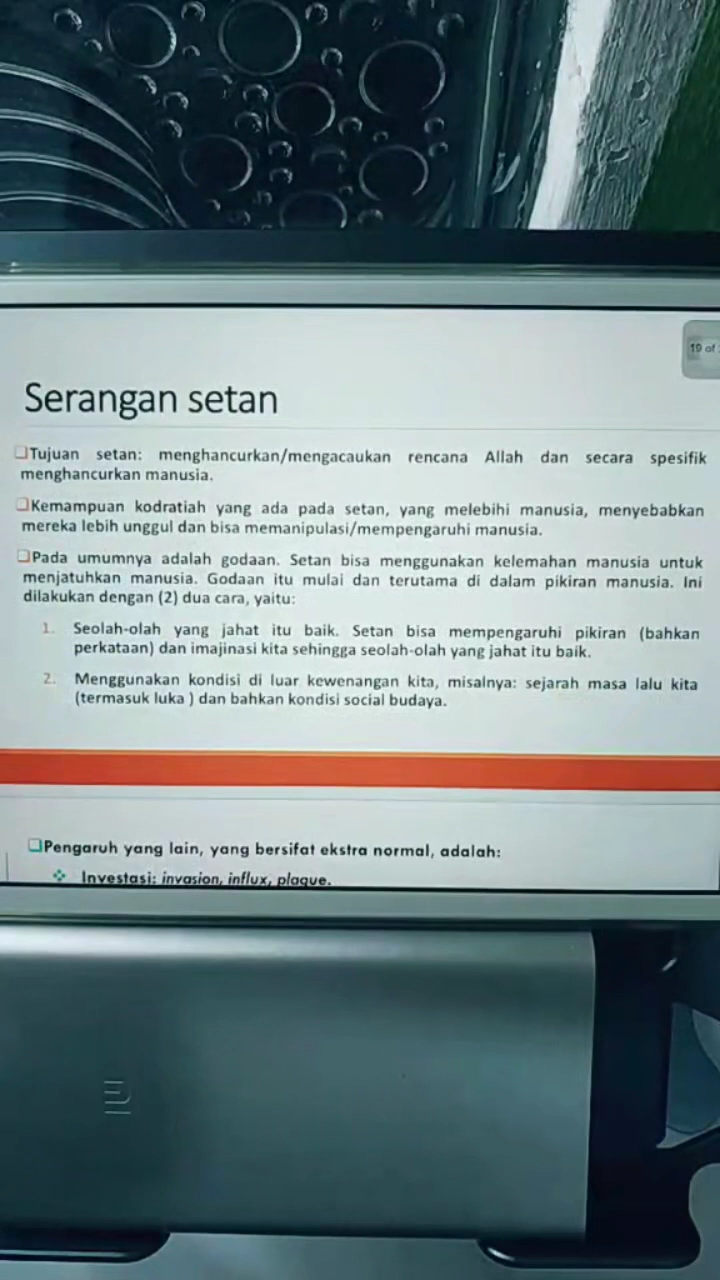 10 of
Serangan setan
Tujuan setan: menghancurkan/mengacaukan rencana Allah dan secara spesifik
menghancurkan manusia.
Kemampuan kodratiah yang ada pada setan, yang melebihi manusia, menyebabkan
mereka lebih unggul dan bisa memanipulasi/mempengaruhi manusia.
Pada umumnya adalah godaan. Setan bisa menggunakan kelemahan manusia untuk
menjatuhkan manusia. Godaan itu mulai dan terutama di dalam pikiran manusia. Ini
dilakukan dengan (2) dua cara, yaitu:
1. Seolah-olah yang jahat itu baik. Setan bisa mempengaruhi pikiran (bahkan
perkataan) dan imajinasi kita sehingga seolah-olah yang jahat itu baik.
2. Menggunakan kondisi di luar kewenangan kita, misalnya: sejarah masa lalu kita
(termasuk luka ) dan bahkan kondisi social budaya.
Pengaruh yang lain, yang bersifat ekstra normal, adalah:
Investasi: invasion, influx, plaque.